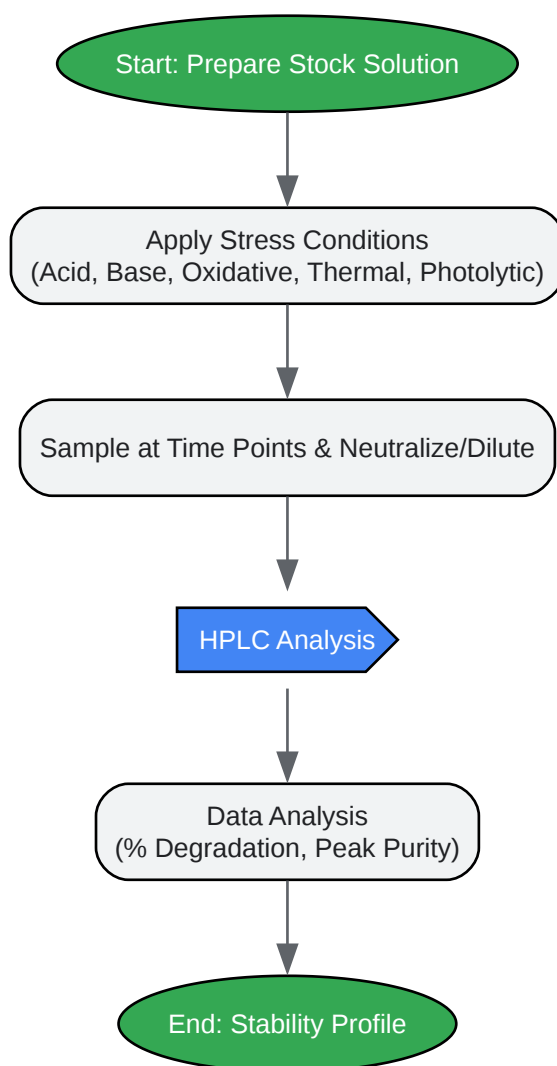 Start: Prepare Stock Solution
Apply Stress Conditions
(Acid, Base, Oxidative, Thermal, Photolytic)
Sample at Time Points & Neutralize/Dilute
HPLC Analysis
Data Analysis
(% Degradation, Peak Purity)
End: Stability Profile